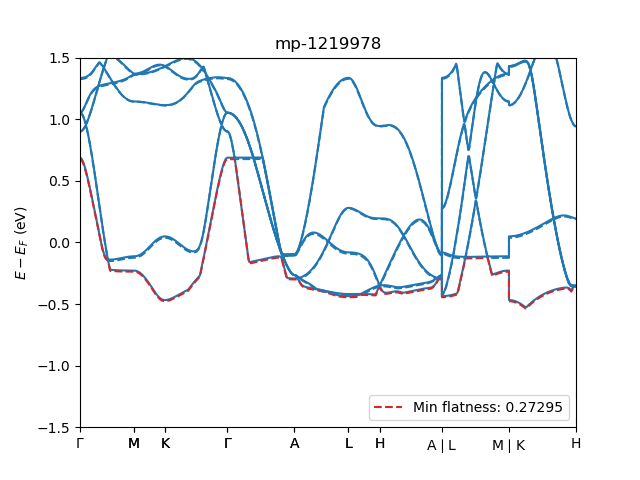 mp-1219978
E − E_F (eV)
1.5
1.0
0.5
0.0
−0.5
−1.0
−1.5
Min flatness: 0.27295
Γ M K Γ A L H A | L M | K H